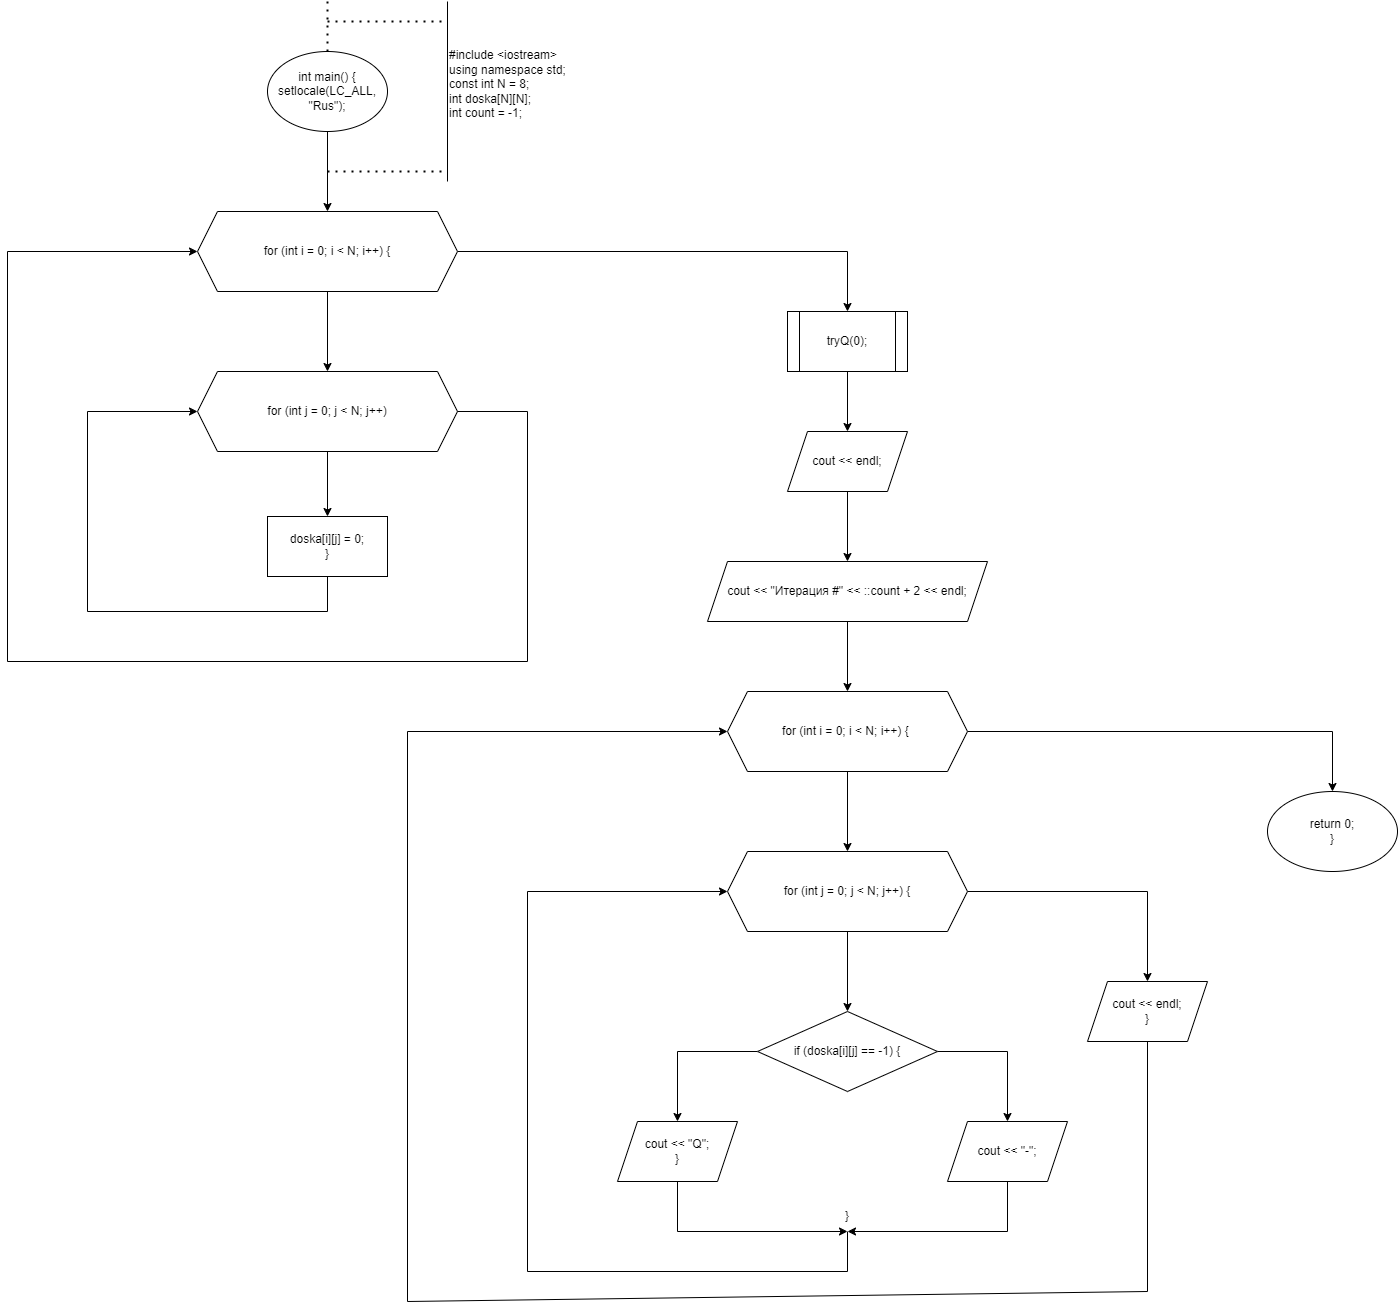 int main() {
setlocale(LC_ALL,
"Rus");
#include <iostream>
using namespace std;
const int N = 8;
int doska[N][N];
int count = -1;
for (int i = 0; i < N; i++) {
for (int j = 0; j < N; j++)
doska[i][j] = 0;
}
tryQ(0);
cout << endl;
cout << "Итерация #" << ::count + 2 << endl;
for (int i = 0; i < N; i++) {
return 0;
}
for (int j = 0; j < N; j++) {
cout << endl;
}
if (doska[i][j] == -1) {
cout << "Q";
}
cout << "-";
}